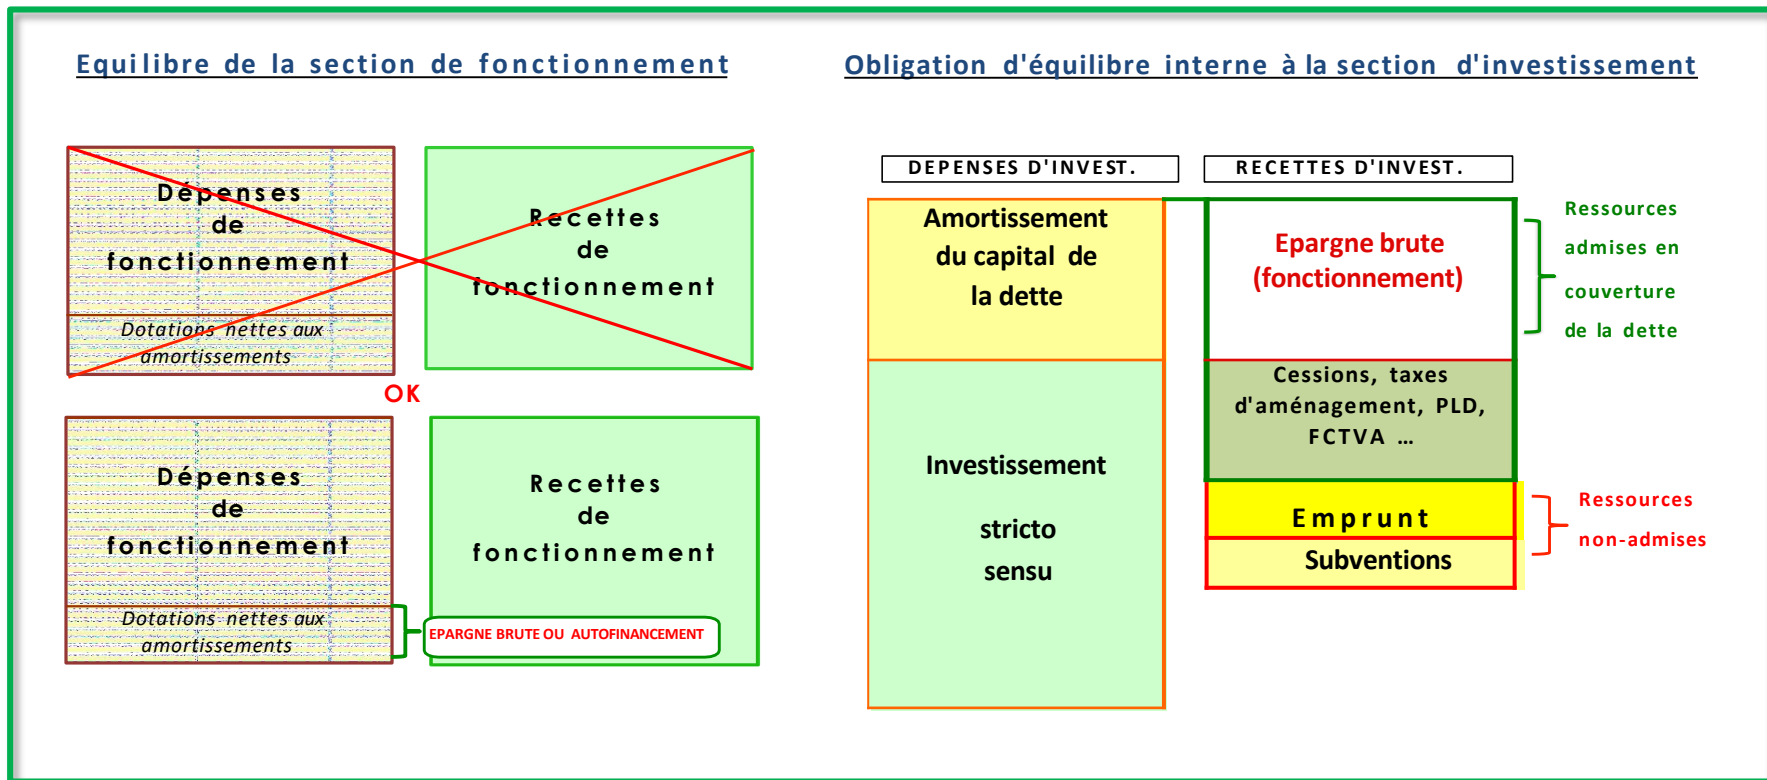 Equilibre de la section de fonctionnement
Dépenses
de
fonctionnement
Dotations nettes aux
amortissements
Recettes
de
fonctionnement
OK
Dépenses
de
fonctionnement
Dotations nettes aux
amortissements
Recettes
de
fonctionnement
EPARGNE BRUTE OU AUTOFINANCEMENT
Obligation d'équilibre interne à la section d'investissement
DEPENSES D'INVEST.
RECETTES D'INVEST.
Amortissement
du capital de
la dette
Investissement
stricto
sensu
Epargne brute
(fonctionnement)
Cessions, taxes
d'aménagement, PLD,
FCTVA ...
Emprunt
Subventions
Ressources
admises en
couverture
de la dette
Ressources
non-admises